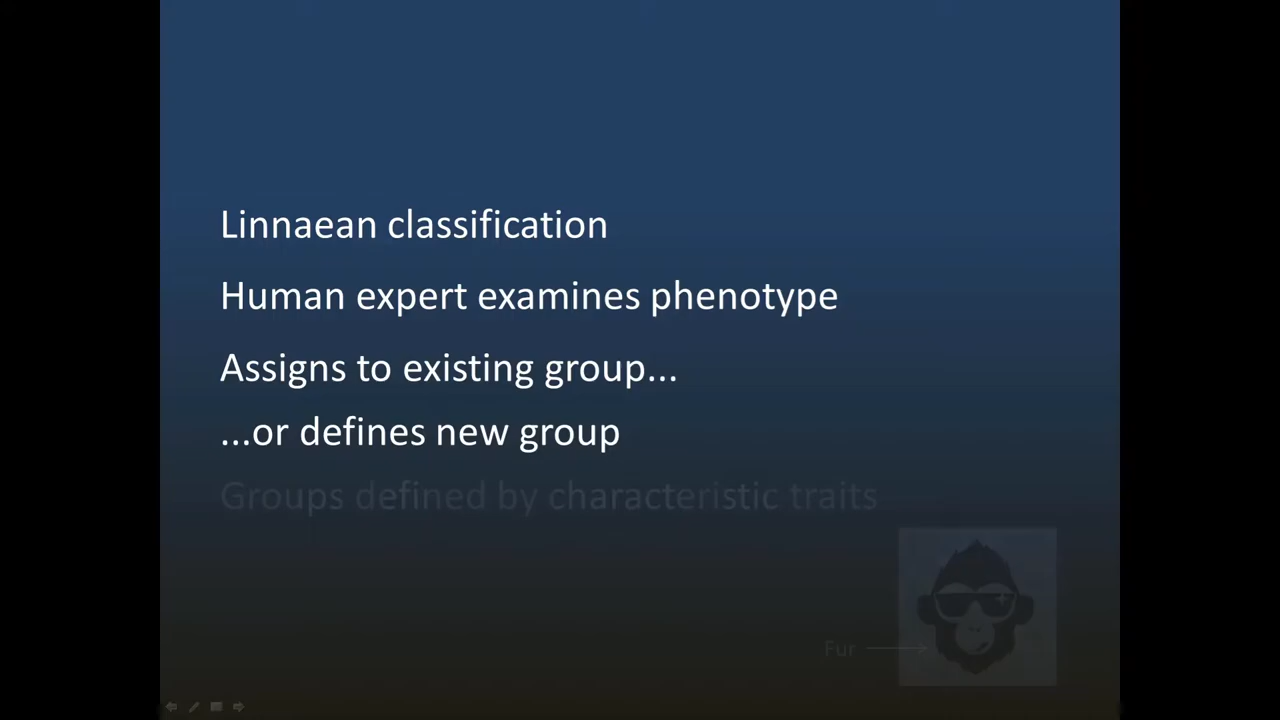 Linnaean classification
Human expert examines phenotype
Assigns to existing group...
...or defines new group
Groups defined by characteristic traits
Fur